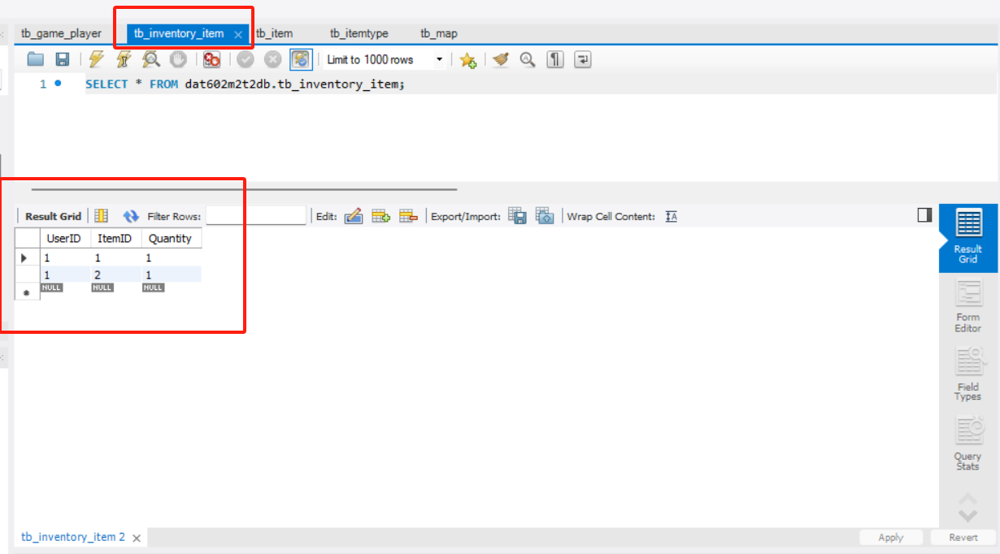 tb_game_player tb_inventory_item tb_item tb_itemtype tb_map
Limit to 1000 rows
1 SELECT * FROM dat602m2t2db.tb_inventory_item;
Result Grid Filter Rows: Edit: Export/Import: Wrap Cell Content:
UserID ItemID Quantity
1 1 1
1 2 1
NULL NULL NULL
Result
Grid
Form
Editor
Field
Types
Query
Stats
tb_inventory_item 2
Apply Revert